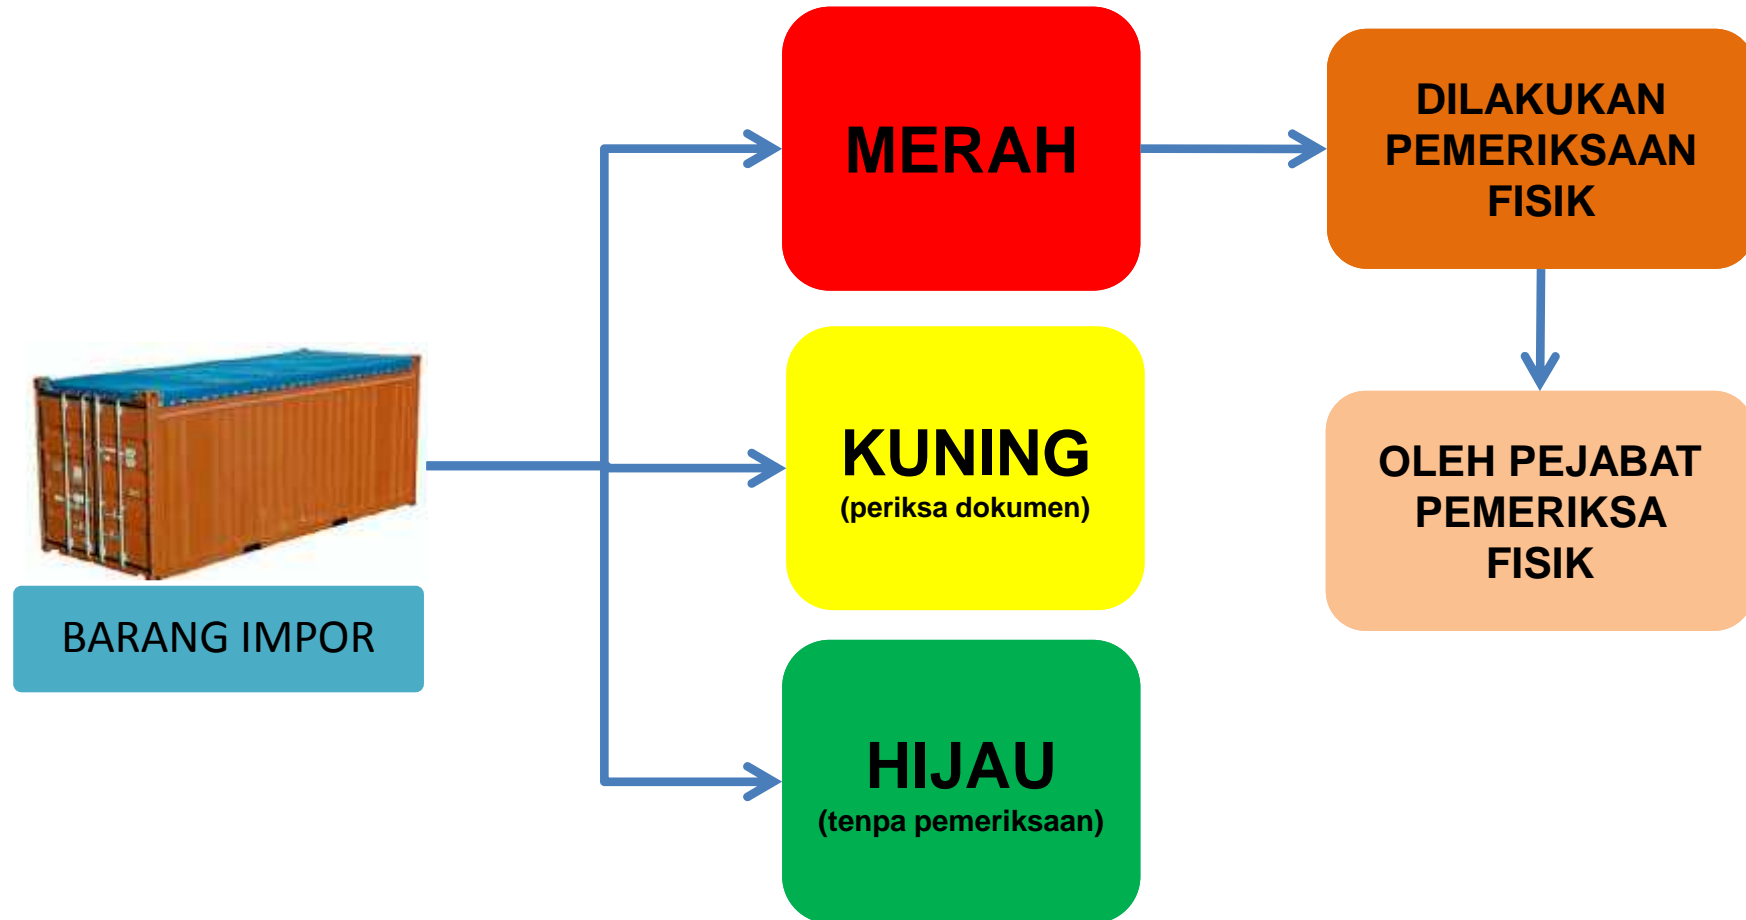 BARANG IMPOR
MERAH
KUNING
(periksa dokumen)
HIJAU
(tenpa pemeriksaan)
DILAKUKAN
PEMERIKSAAN
FISIK
OLEH PEJABAT
PEMERIKSA
FISIK